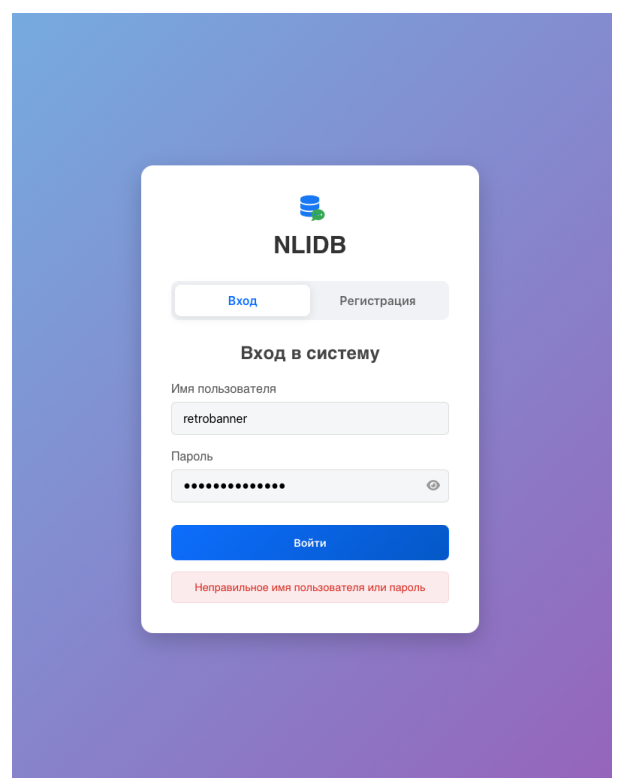 NLIDB
Вход
Регистрация
Вход в систему
Имя пользователя
retrobanner
Пароль
●●●●●●●●●●●●●●
Войти
Неправильное имя пользователя или пароль